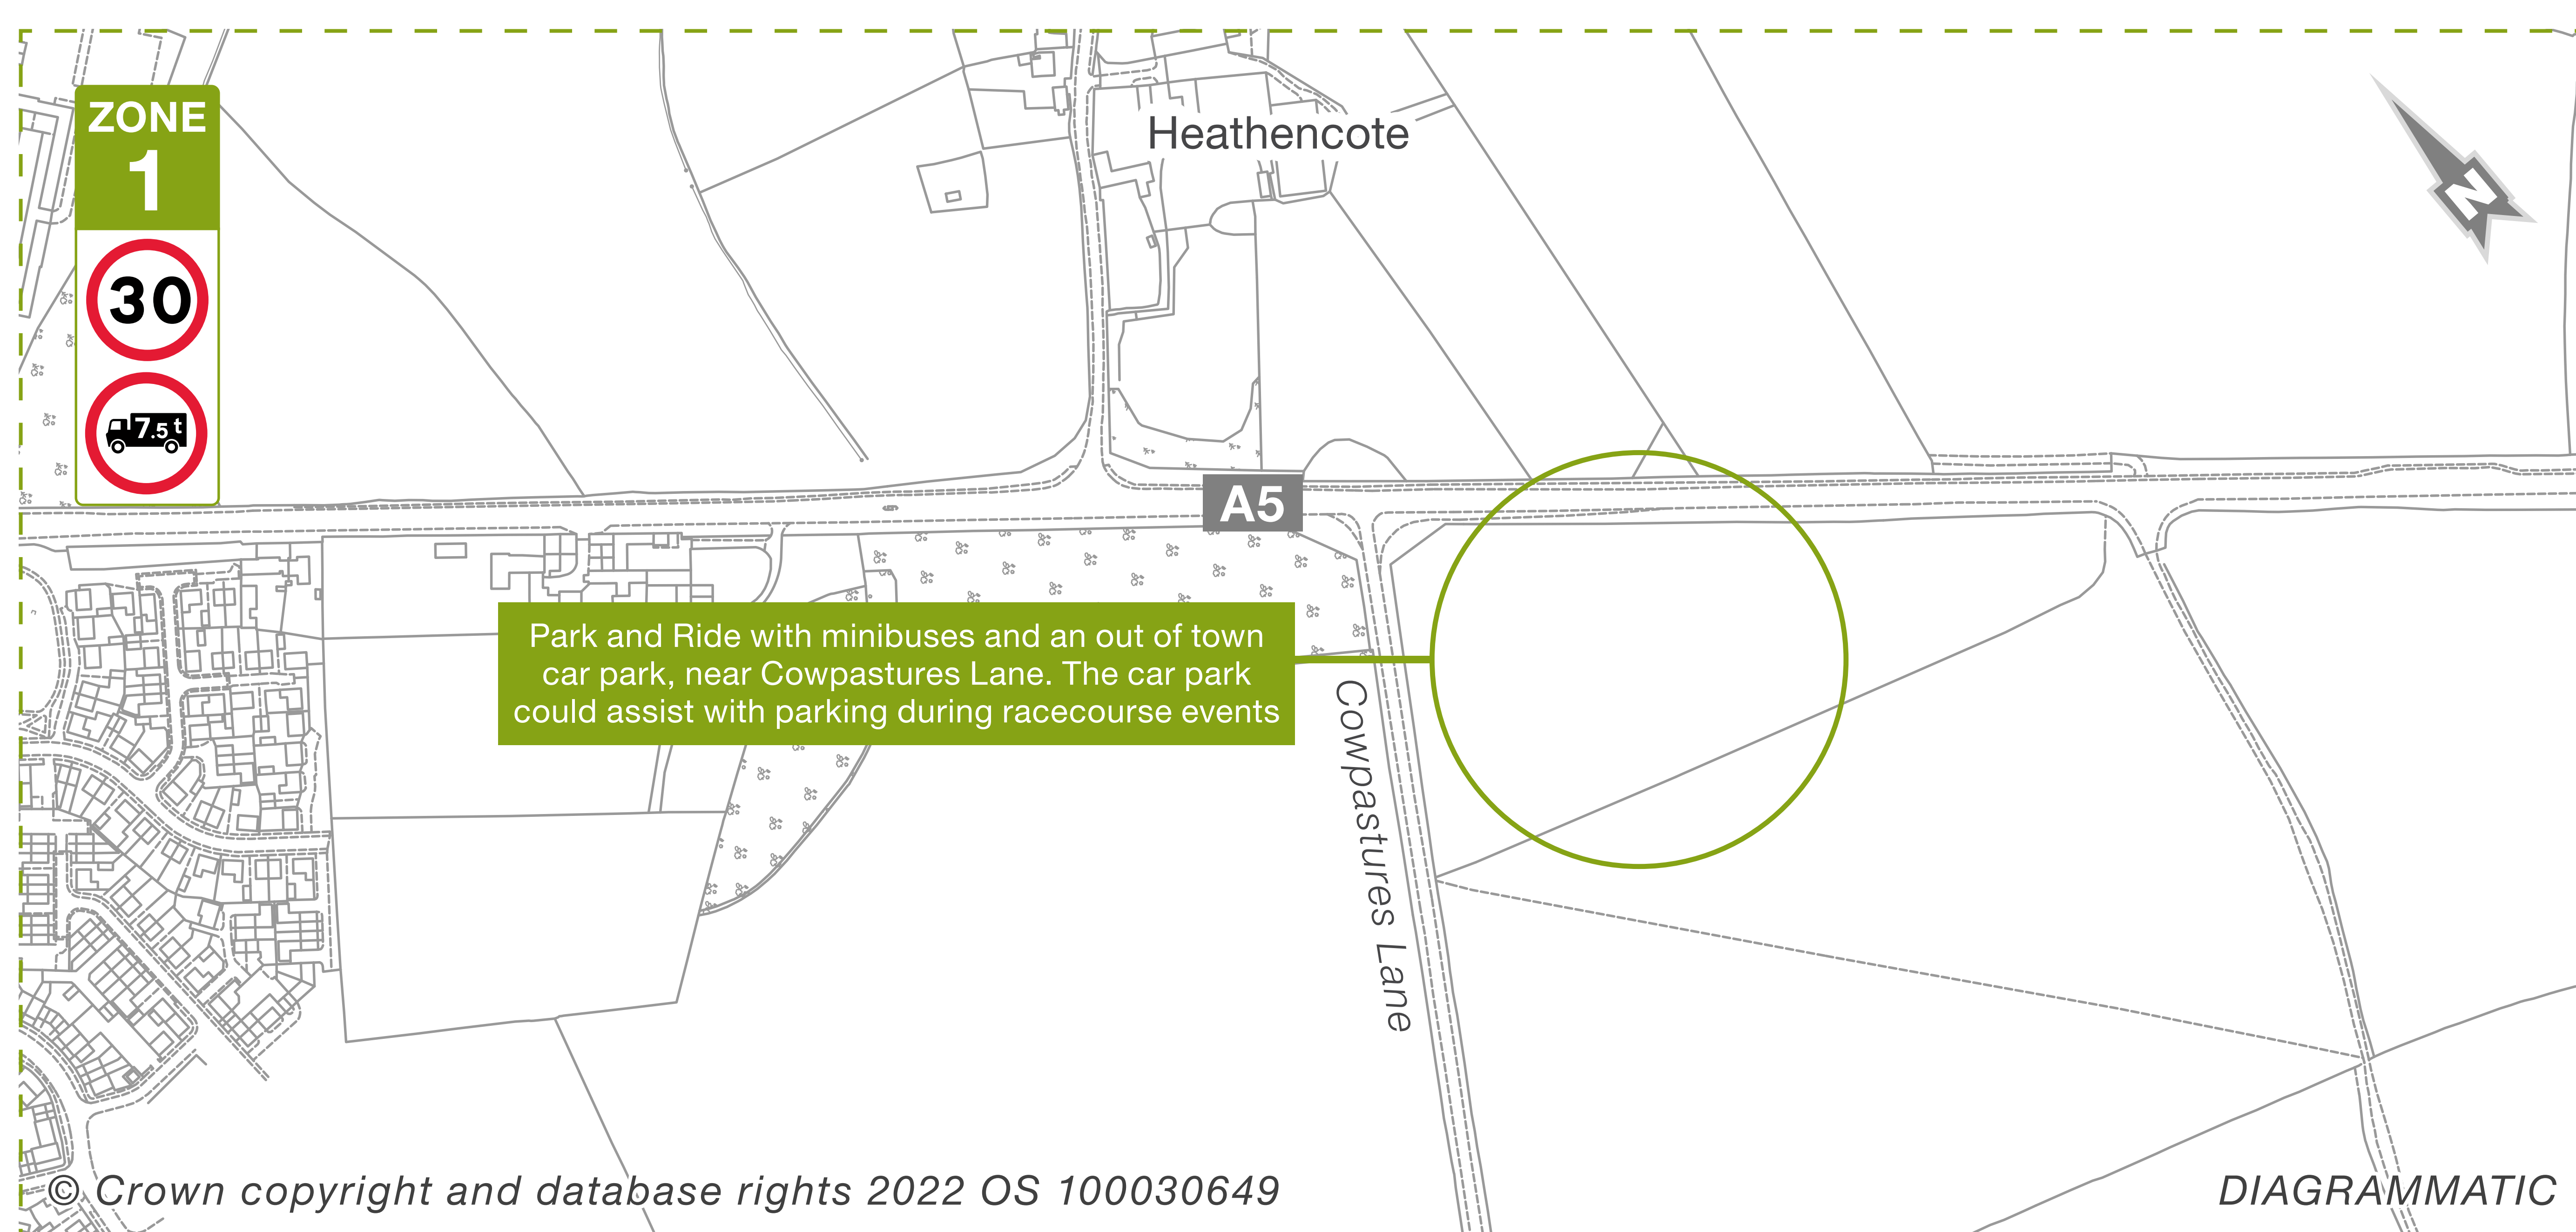 ZONE
1
30
7.5t
Heathencote
N
A5
Park and Ride with minibuses and an out of town
car park, near Cowpastures Lane. The car park
could assist with parking during racecourse events
Cowpastures Lane
© Crown copyright and database rights 2022 OS 100030649
DIAGRAMMATIC